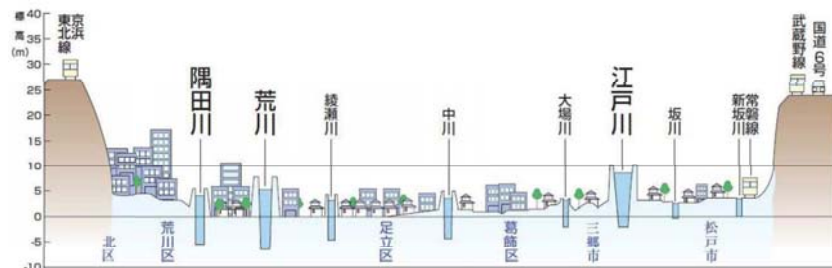 標高(m)
40
35
30
25
20
15
10
5
0
-5
-10
京浜東北線
隅田川
荒川
綾瀬川
中川
大場川
江戸川
坂川
新坂川
常磐線
武蔵野線
国道6号
北区
荒川区
足立区
葛飾区
三郷市
松戸市